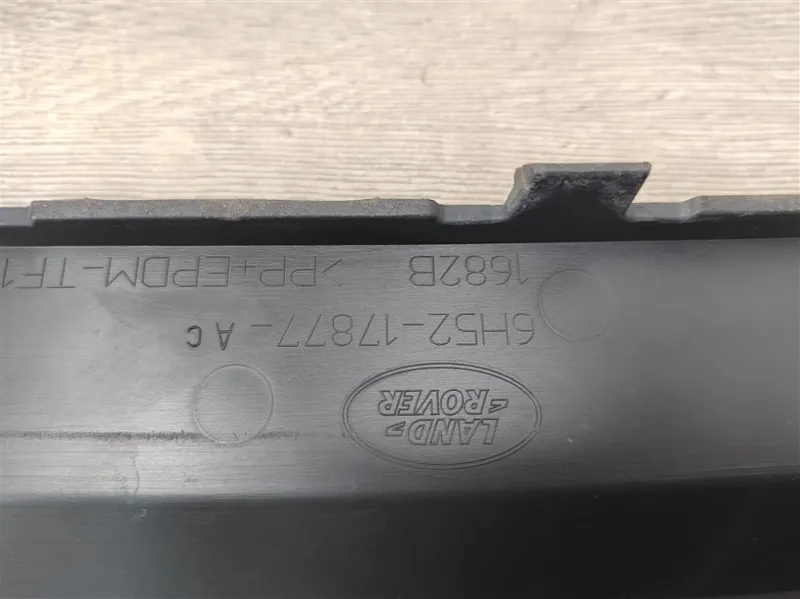 LAND
ROVER
6H52-17877-AC
1682B >PP+EPDM-TF1